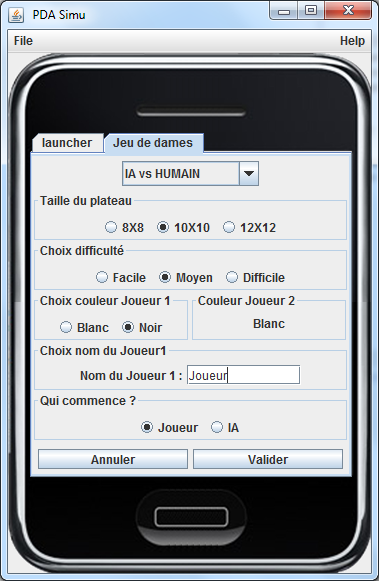 PDA Simu
File Help
launcher Jeu de dames
IA vs HUMAIN
Taille du plateau
8X8 10X10 12X12
Choix difficulté
Facile Moyen Difficile
Choix couleur Joueur 1 Couleur Joueur 2
Blanc Noir Blanc
Choix nom du Joueur1
Nom du Joueur 1 : Joueur
Qui commence ?
Joueur IA
Annuler Valider